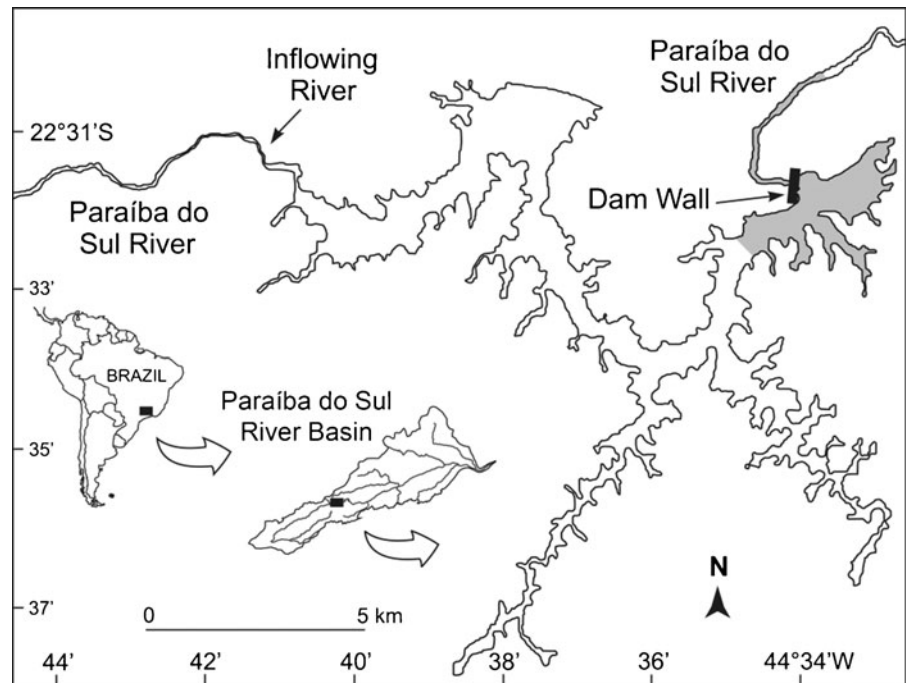 Inflowing
River
Paraíba do
Sul River
22°31'S
Dam Wall
Paraíba do
Sul River
33'
BRAZIL
Paraíba do Sul
River Basin
35'
N
37'
0 5 km
44' 42' 40' 38' 36' 44°34'W